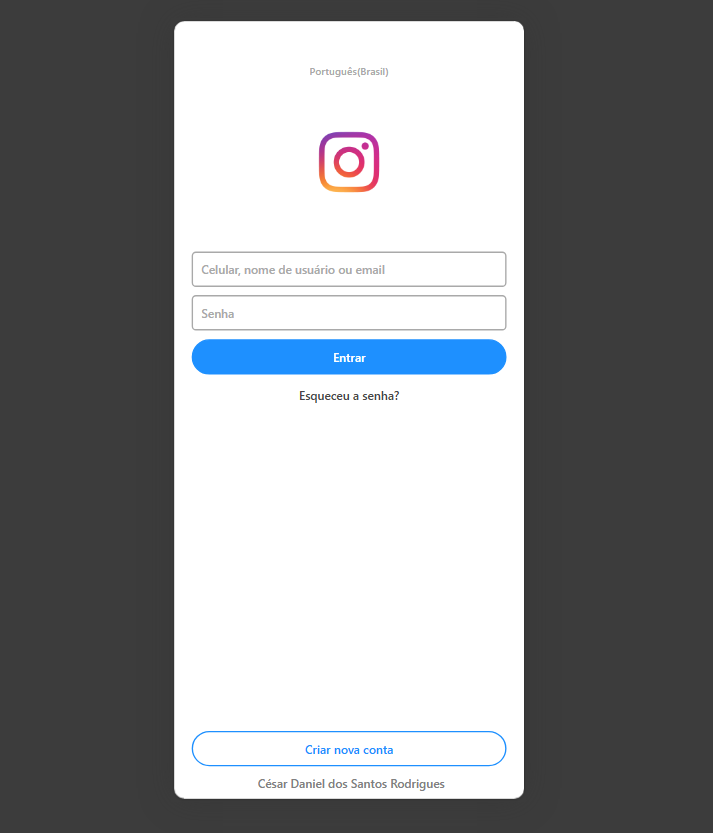 Português(Brasil)
Celular, nome de usuário ou email
Senha
Entrar
Esqueceu a senha?
Criar nova conta
César Daniel dos Santos Rodrigues